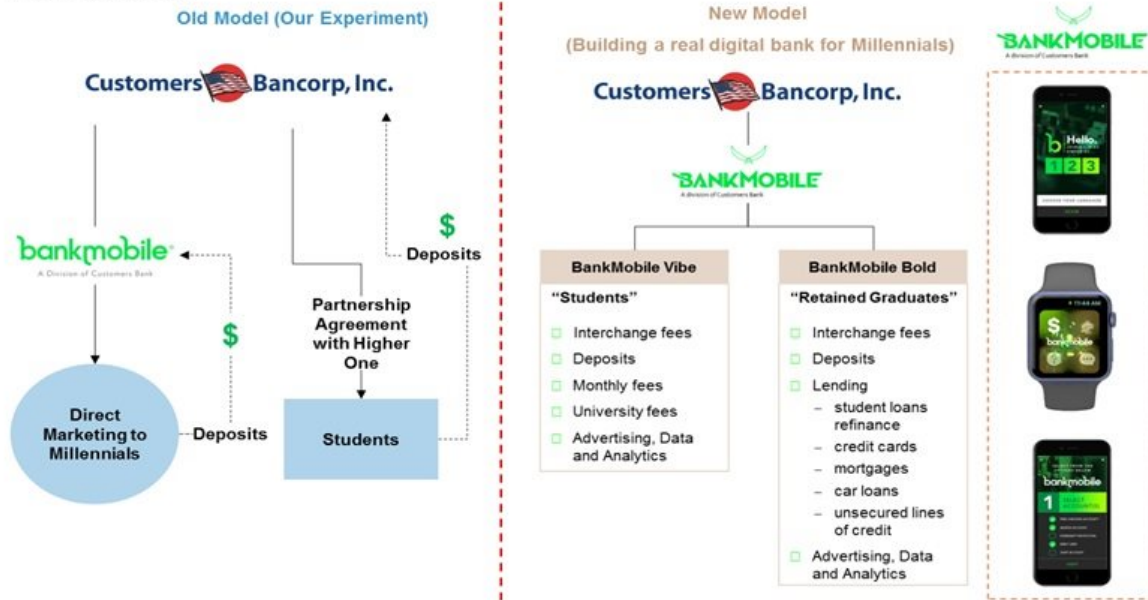 Old Model (Our Experiment)
Customers Bancorp, Inc.
bankmobile
A Division of Customers Bank
$
Deposits
$
Deposits
Partnership
Agreement
with Higher
One
Direct
Marketing to
Millennials
Students
New Model
(Building a real digital bank for Millennials)
Customers Bancorp, Inc.
BANKMOBILE
A division of Customers Bank
BankMobile Vibe
"Students"
Interchange fees
Deposits
Monthly fees
University fees
Advertising, Data
and Analytics
BankMobile Bold
"Retained Graduates"
Interchange fees
Deposits
Lending
– student loans
refinance
– credit cards
– mortgages
– car loans
– unsecured lines
of credit
Advertising, Data
and Analytics
BANKMOBILE
A division of Customers Bank
b Hello.
1 2 3
$
bankmobile
bankmobile
1 SELECT